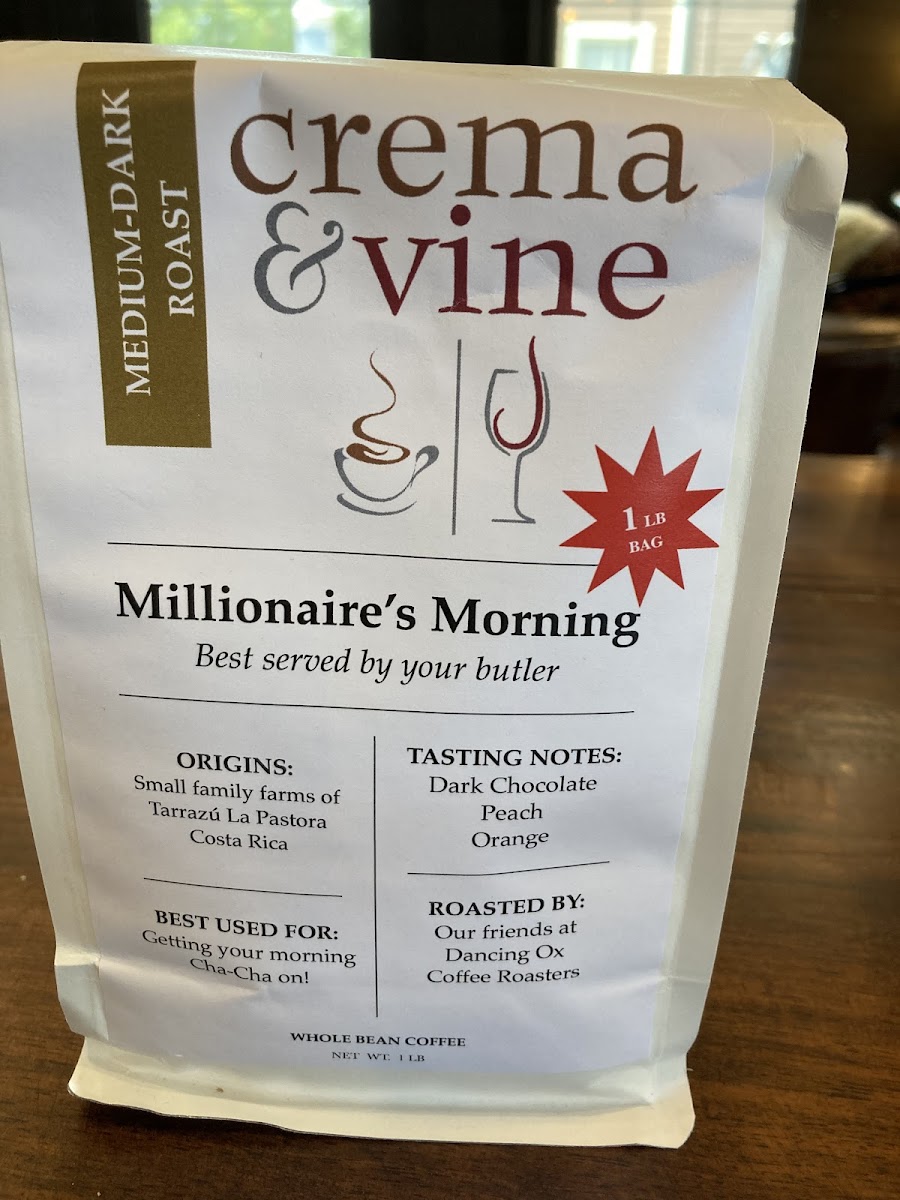 MEDIUM-DARK
ROAST
crema
& vine
1 LB
BAG
Millionaire's Morning
Best served by your butler
ORIGINS:
Small family farms of
Tarrazú La Pastora
Costa Rica
TASTING NOTES:
Dark Chocolate
Peach
Orange
BEST USED FOR:
Getting your morning
Cha-Cha on!
ROASTED BY:
Our friends at
Dancing Ox
Coffee Roasters
WHOLE BEAN COFFEE
NET WT. 1 LB